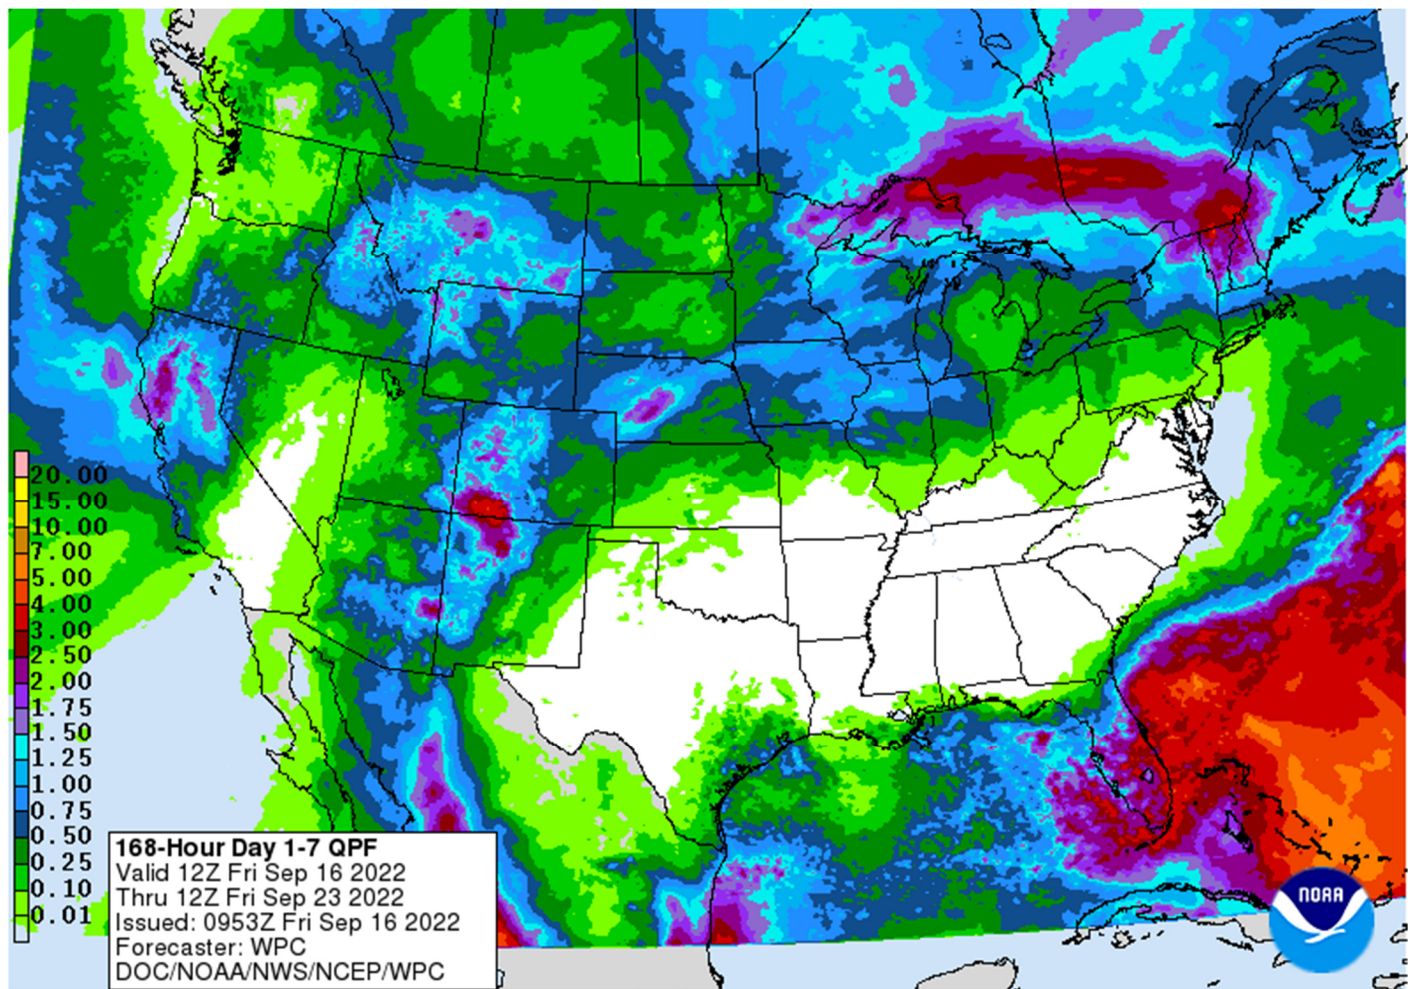 20.00
15.00
10.00
7.00
5.00
4.00
3.00
2.50
2.00
1.75
1.50
1.25
1.00
0.75
0.50
0.25
0.10
0.01
168-Hour Day 1-7 QPF
Valid 12Z Fri Sep 16 2022
Thru 12Z Fri Sep 23 2022
Issued: 0953Z Fri Sep 16 2022
Forecaster: WPC
DOC/NOAA/NWS/NCEP/WPC
NOAA